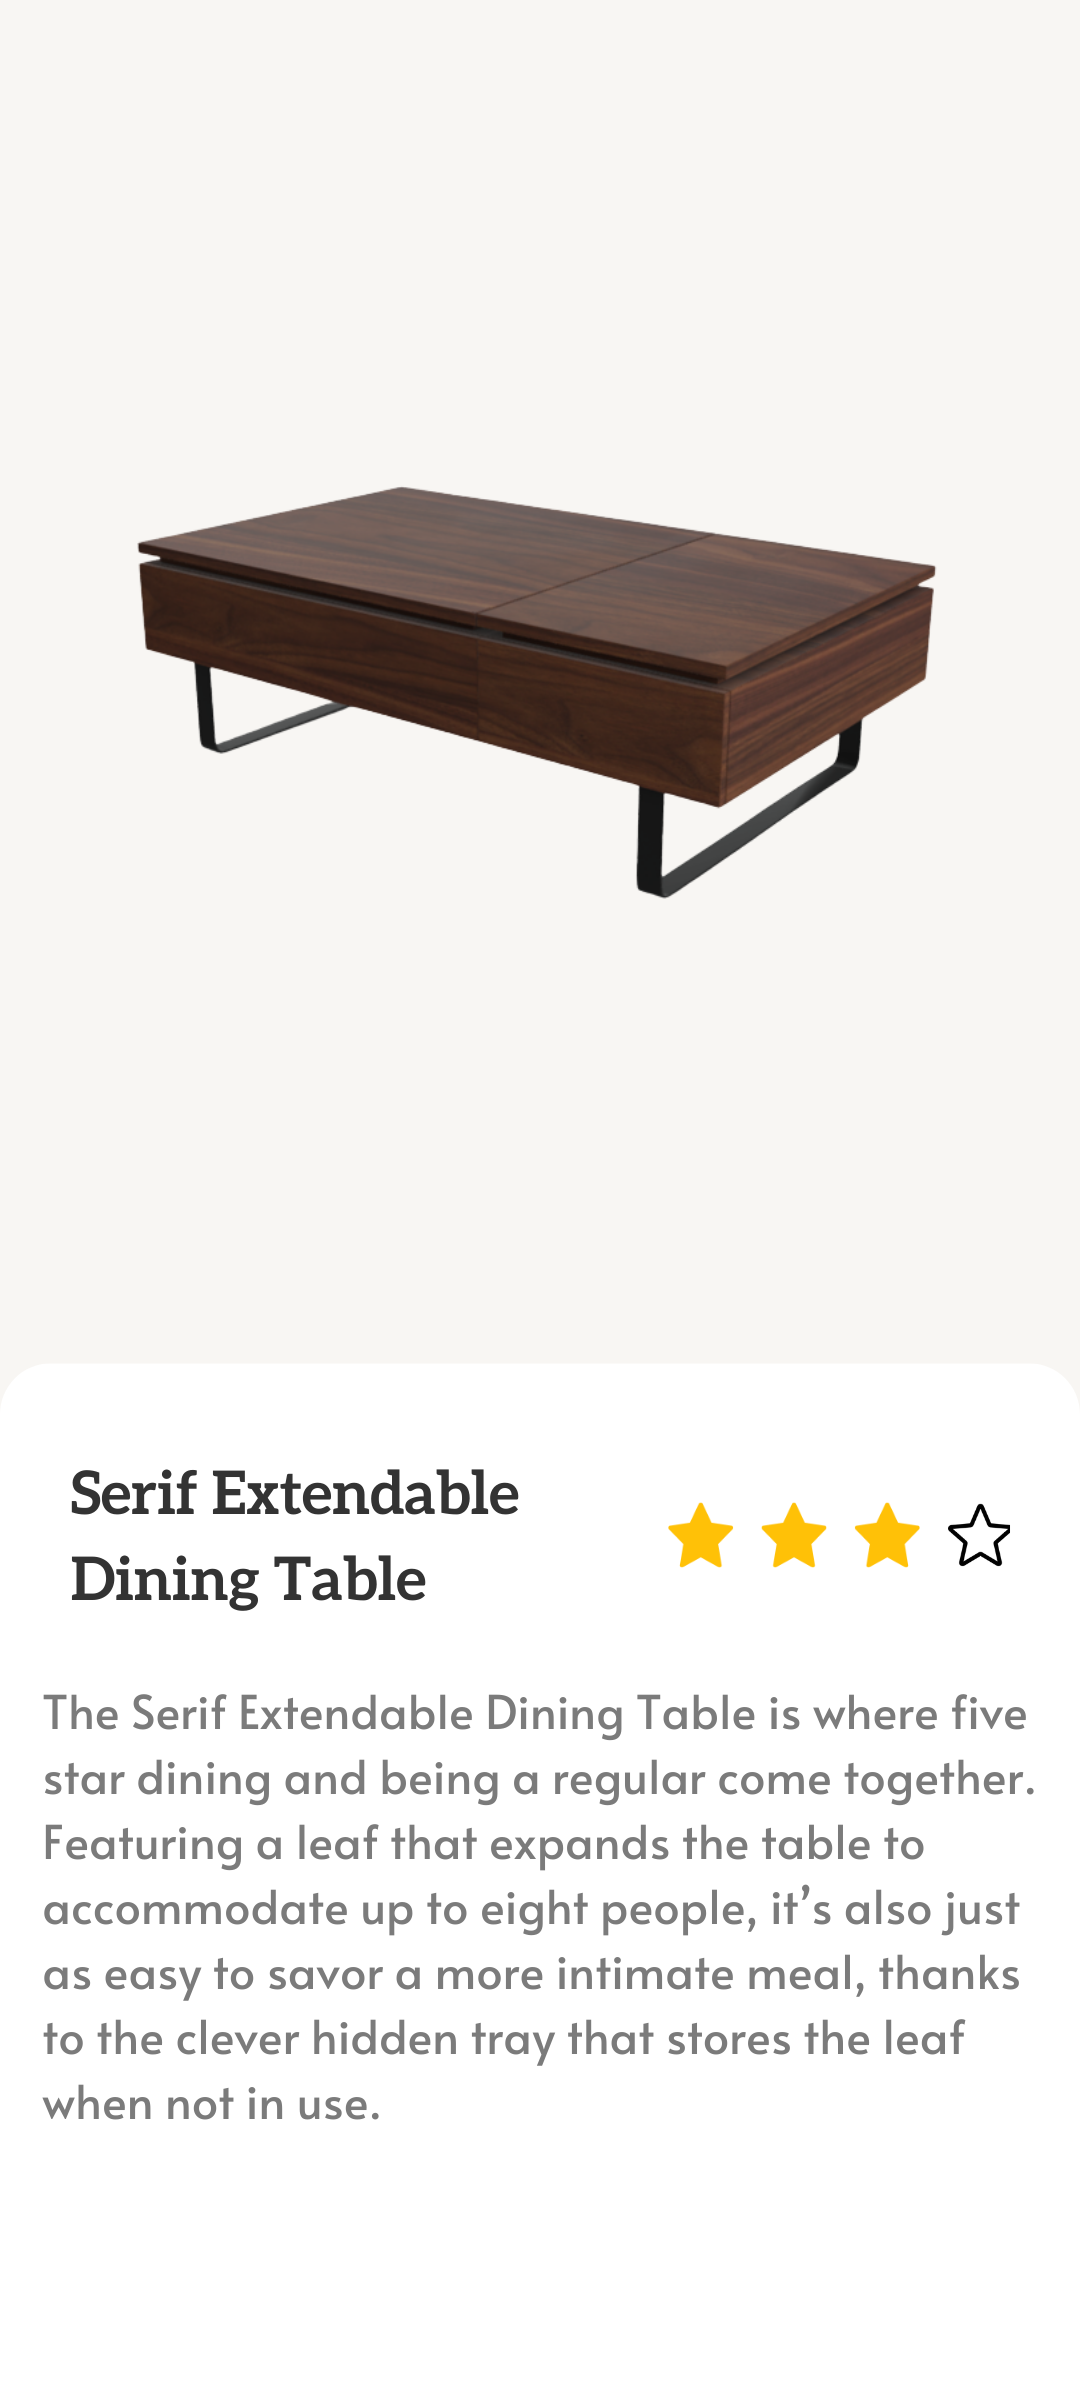 Serif Extendable
Dining Table
The Serif Extendable Dining Table is where five
star dining and being a regular come together.
Featuring a leaf that expands the table to
accommodate up to eight people, it’s also just
as easy to savor a more intimate meal, thanks
to the clever hidden tray that stores the leaf
when not in use.